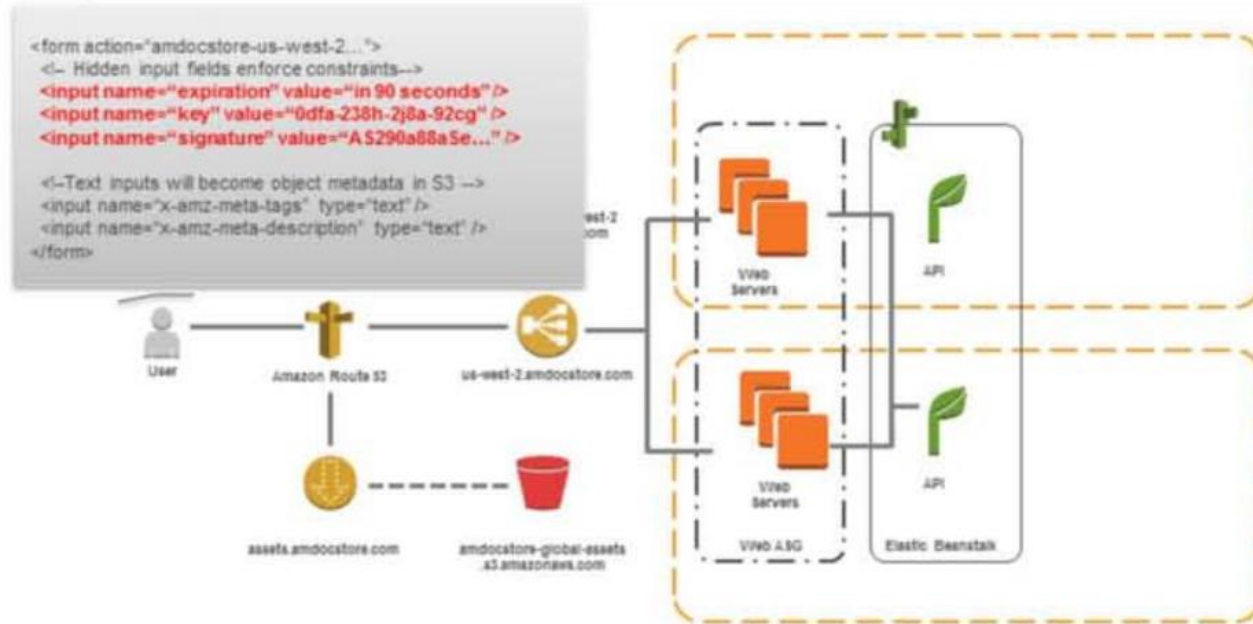 <form action="amdocstore-us-west-2...">
<!-- Hidden input fields enforce constraints-->
<input name="expiration" value="in 90 seconds" />
<input name="key" value="0dfa-238h-2j8a-92cg" />
<input name="signature" value="AS290a88aSe..." />
<!--Text inputs will become object metadata in S3 -->
<input name="x-amz-meta-tags" type="text" />
<input name="x-amz-meta-description" type="text" />
</form>
est-2
.com
Web
Servers
API
User
Amazon Route 53
us-west-2.amdocstore.com
Web
Servers
API
assets.amdocstore.com
amdocstore-global-assets
.s3.amazonaws.com
Web ASG
Elastic Beanstalk